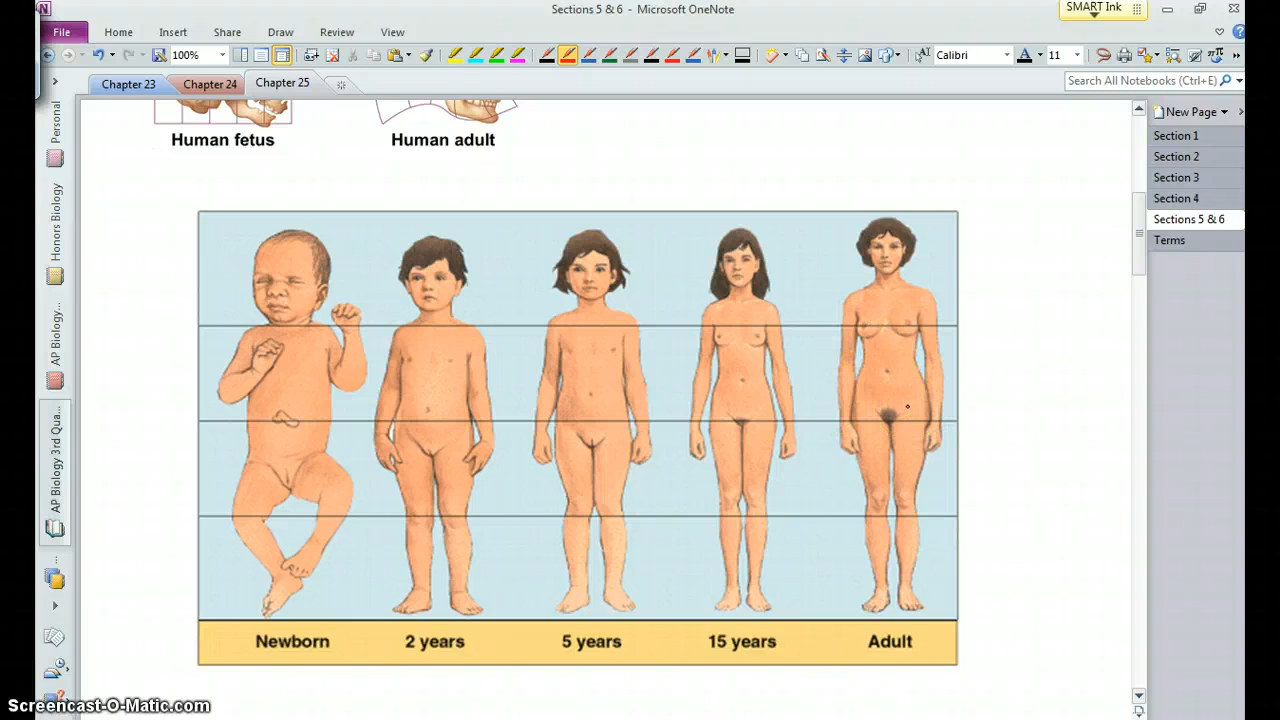 Sections 5 & 6 - Microsoft OneNote
SMART Ink
File Home Insert Share Draw Review View
100% Calibri 11
Chapter 23 Chapter 24 Chapter 25
Search All Notebooks (Ctrl+E)
New Page
Section 1
Section 2
Section 3
Section 4
Sections 5 & 6
Terms
Personal
Honors Biology
AP Biology...
AP Biology 3rd Qua...
Human fetus Human adult
Newborn 2 years 5 years 15 years Adult
Screencast-O-Matic.com